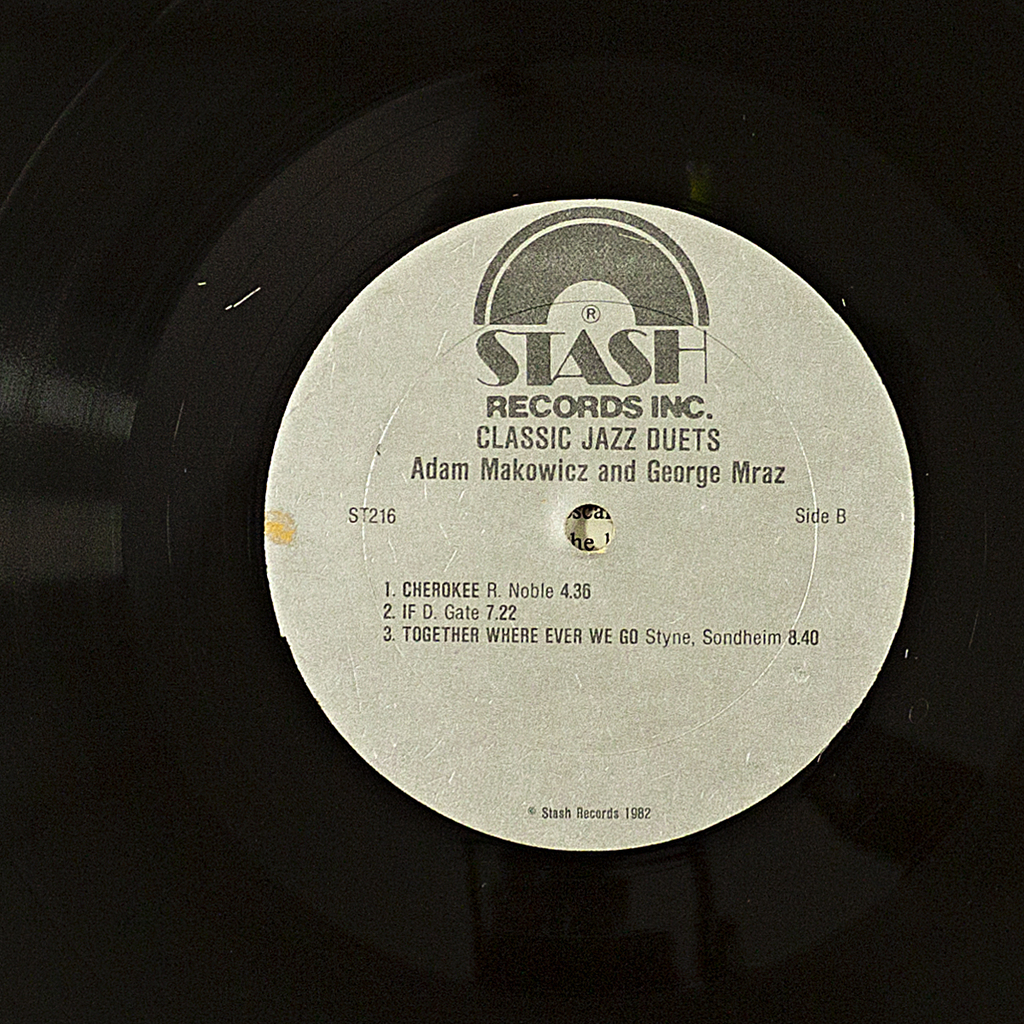 ®
STASH
RECORDS INC.
CLASSIC JAZZ DUETS
Adam Makowicz and George Mraz
ST216
Side B
1. CHEROKEE R. Noble 4.36
2. IF D. Gate 7.22
3. TOGETHER WHERE EVER WE GO Styne, Sondheim 8.40
© Stash Records 1982